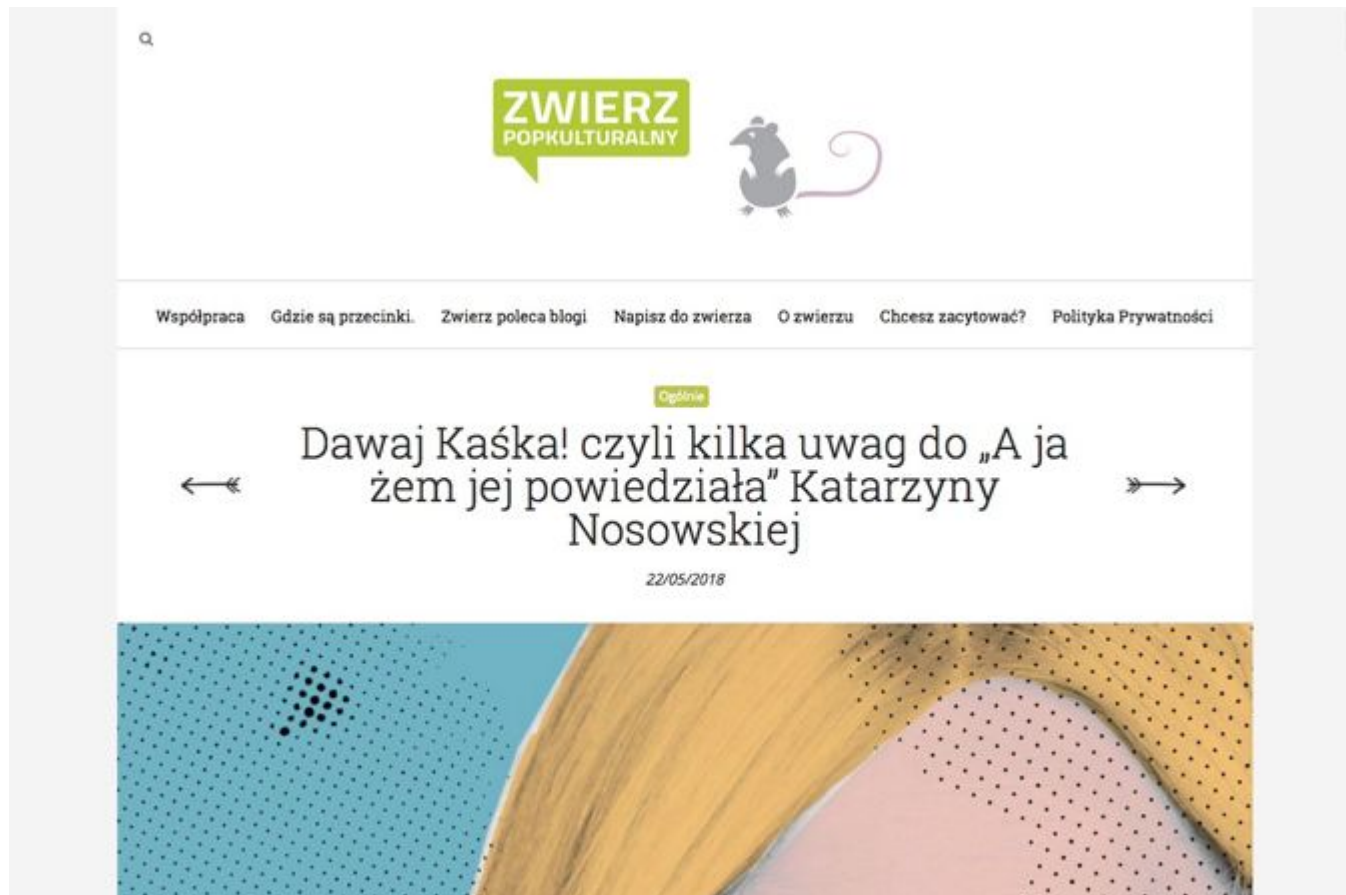 ZWIERZ
POPKULTURALNY
Współpraca Gdzie są przecinki. Zwierz poleca blogi Napisz do zwierza O zwierzu Chcesz zacytować? Polityka Prywatności
Ogólnie
Dawaj Kaśka! czyli kilka uwag do „A ja
żem jej powiedziała” Katarzyny
Nosowskiej
22/05/2018